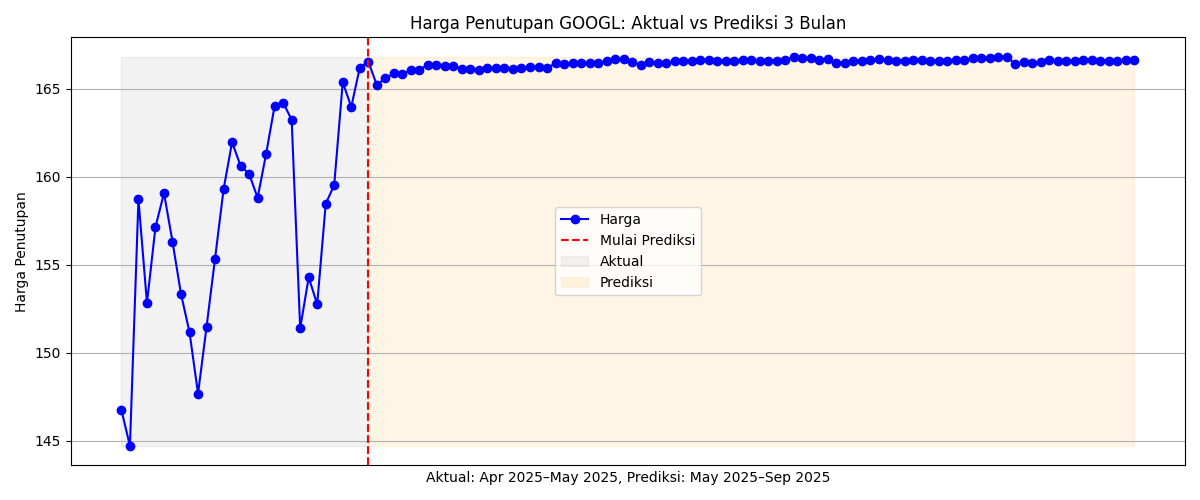 Harga Penutupan GOOGL: Aktual vs Prediksi 3 Bulan
Harga Penutupan
165
160
155
150
145
Harga
Mulai Prediksi
Aktual
Prediksi
Aktual: Apr 2025–May 2025, Prediksi: May 2025–Sep 2025